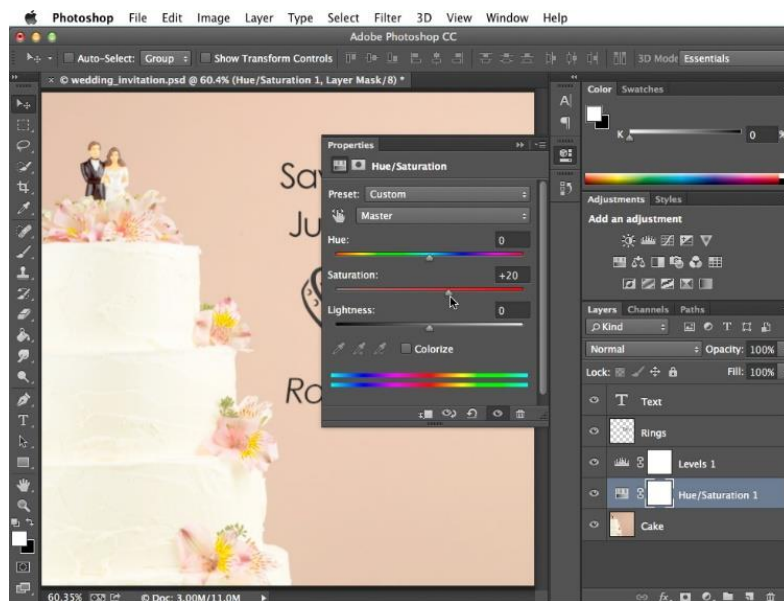 Photoshop File Edit Image Layer Type Select Filter 3D View Window Help
Adobe Photoshop CC
Auto-Select: Group Show Transform Controls 3D Mode Essentials
× © wedding_invitation.psd @ 60.4% (Hue/Saturation 1, Layer Mask/8) *
Properties
Hue/Saturation
Preset: Custom
Master
Hue: 0
Saturation: +20
Lightness: 0
Colorize
60.35% © Doc: 3.00M/11.0M
Color Swatches
K 0 %
Adjustments Styles
Add an adjustment
Layers Channels Paths
Kind
Normal Opacity: 100%
Lock: Fill: 100%
T Text
Rings
Levels 1
Hue/Saturation 1
Cake